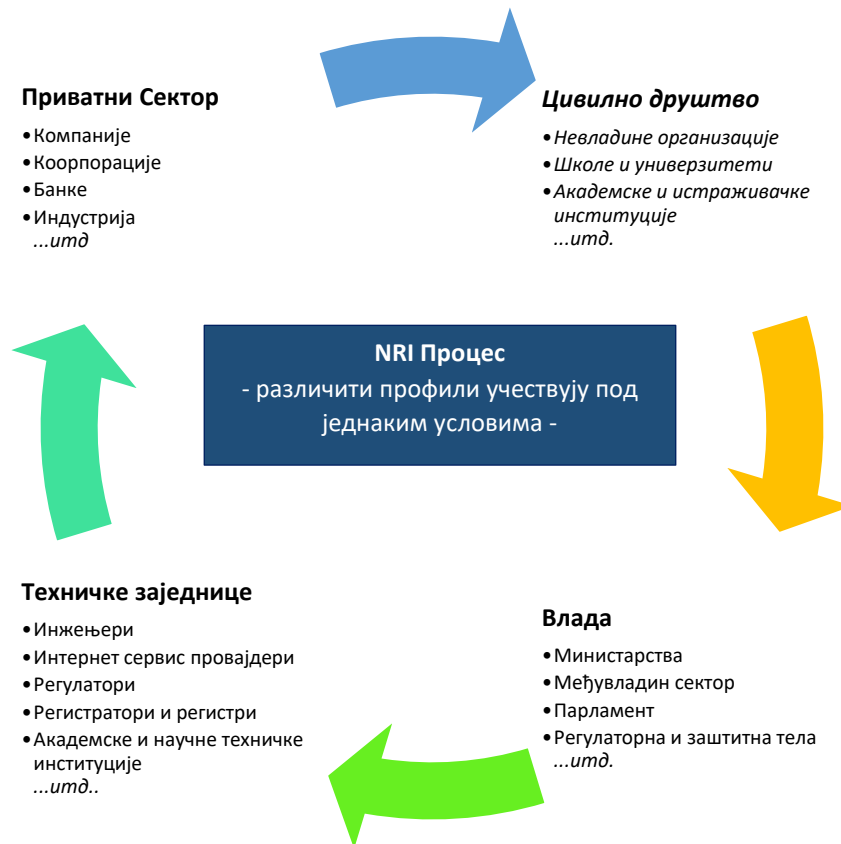 Приватни Сектор
•Компаније
•Коорпорације
•Банке
•Индустрија
...итд
Цивилно друштво
•Невладине организације
•Школе и универзитети
•Академске и истраживачке
институције
...итд.
NRI Процес
- различити профили учествују под
једнаким условима -
Техничке заједнице
•Инжењери
•Интернет сервис провајдери
•Регулатори
•Регистратори и регистри
•Академске и научне техничке
институције
...итд..
Влада
•Министарства
•Међувладин сектор
•Парламент
•Регулаторна и заштитна тела
...итд.